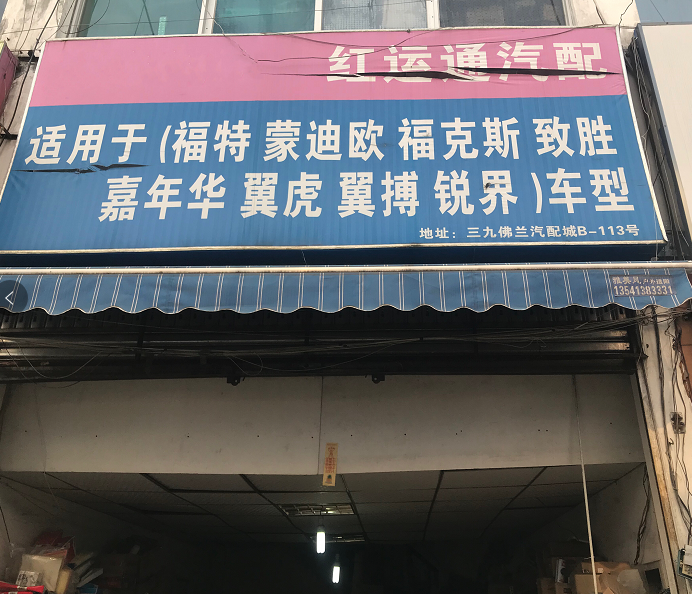 红运通汽配
适用于(福特 蒙迪欧 福克斯 致胜
嘉年华 翼虎 翼搏 锐界)车型
地址：三九佛兰汽配城B-113号
13541383331